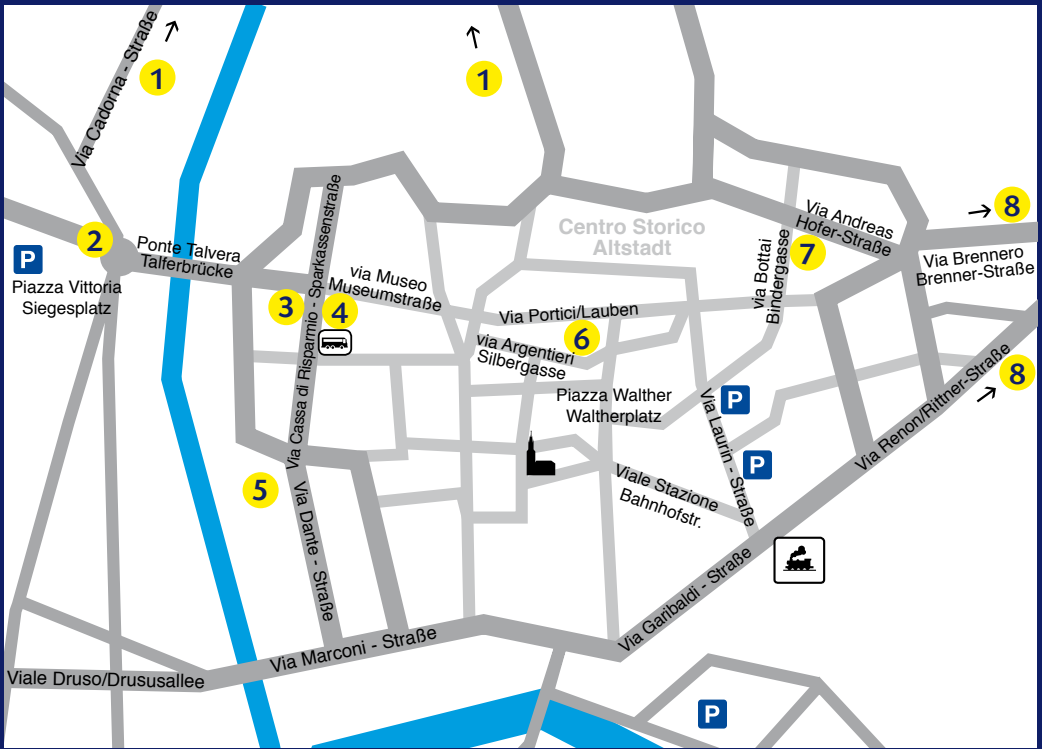 Via Cadorna - Straße
1
1
2
P
Piazza Vittoria
Siegesplatz
Ponte Talvera
Talferbrücke
Via Cassa di Risparmio - Sparkassenstraße
3
4
via Museo
Museumstraße
Centro Storico
Altstadt
Via Portici/Lauben
6
via Argentieri
Silbergasse
via Bottai
Bindergasse
7
Via Andreas
Hofer-Straße
8
Via Brennero
Brenner-Straße
8
Via Renon/Rittner-Straße
Piazza Walther
Waltherplatz
P
Via Laurin - Straße
P
Viale Stazione
Bahnhofstr.
5
Via Dante - Straße
Via Garibaldi - Straße
Via Marconi - Straße
Viale Druso/Drususallee
P